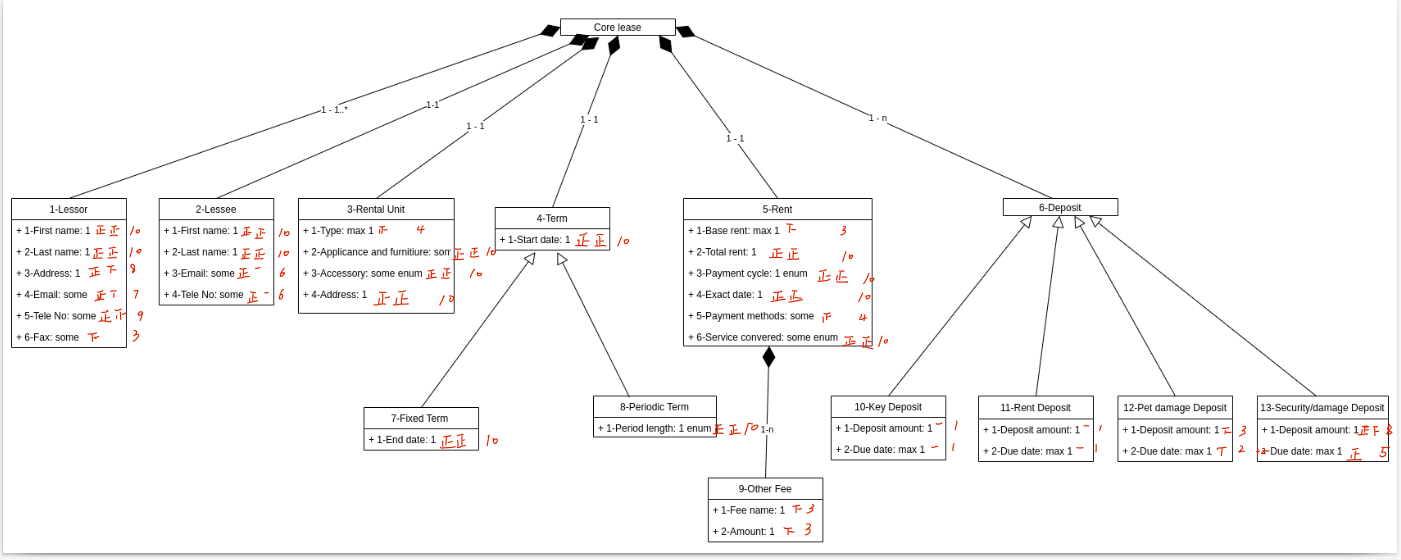 Core lease
1 - 1..*
1-1
1 - 1
1 - 1
1 - 1
1 - n
1-Lessor
+ 1-First name: 1 正正 10
+ 2-Last name: 1 正正 10
+ 3-Address: 1 正下 8
+ 4-Email: some 正丅 7
+ 5-Tele No: some 正正 9
+ 6-Fax: some 下 3
2-Lessee
+ 1-First name: 1 正正 10
+ 2-Last name: 1 正正 10
+ 3-Email: some 正一 6
+ 4-Tele No: some 正一 6
3-Rental Unit
+ 1-Type: max 1 4
+ 2-Applicance and furnitiure: som 正正 10
+ 3-Accessory: some enum 正正 10
+ 4-Address: 1 正正 10
4-Term
+ 1-Start date: 1 正正 10
5-Rent
+ 1-Base rent: max 1 下 3
+ 2-Total rent: 1 正正 10
+ 3-Payment cycle: 1 enum 正正 10
+ 4-Exact date: 1 正正 10
+ 5-Payment methods: some 4
+ 6-Service convered: some enum 正正 10
6-Deposit
7-Fixed Term
+ 1-End date: 1 正正 10
8-Periodic Term
+ 1-Period length: 1 enum 正正 10
1-n
9-Other Fee
+ 1-Fee name: 1 下 3
+ 2-Amount: 1 下 3
10-Key Deposit
+ 1-Deposit amount: 1 一 1
+ 2-Due date: max 1 一 1
11-Rent Deposit
+ 1-Deposit amount: 1 一 1
+ 2-Due date: max 1 一 1
12-Pet damage Deposit
+ 1-Deposit amount: 1 下 3
+ 2-Due date: max 1 丅 2
13-Security/damage Deposit
+ 1-Deposit amount: 1 正下 8
Due date: max 1 正 5